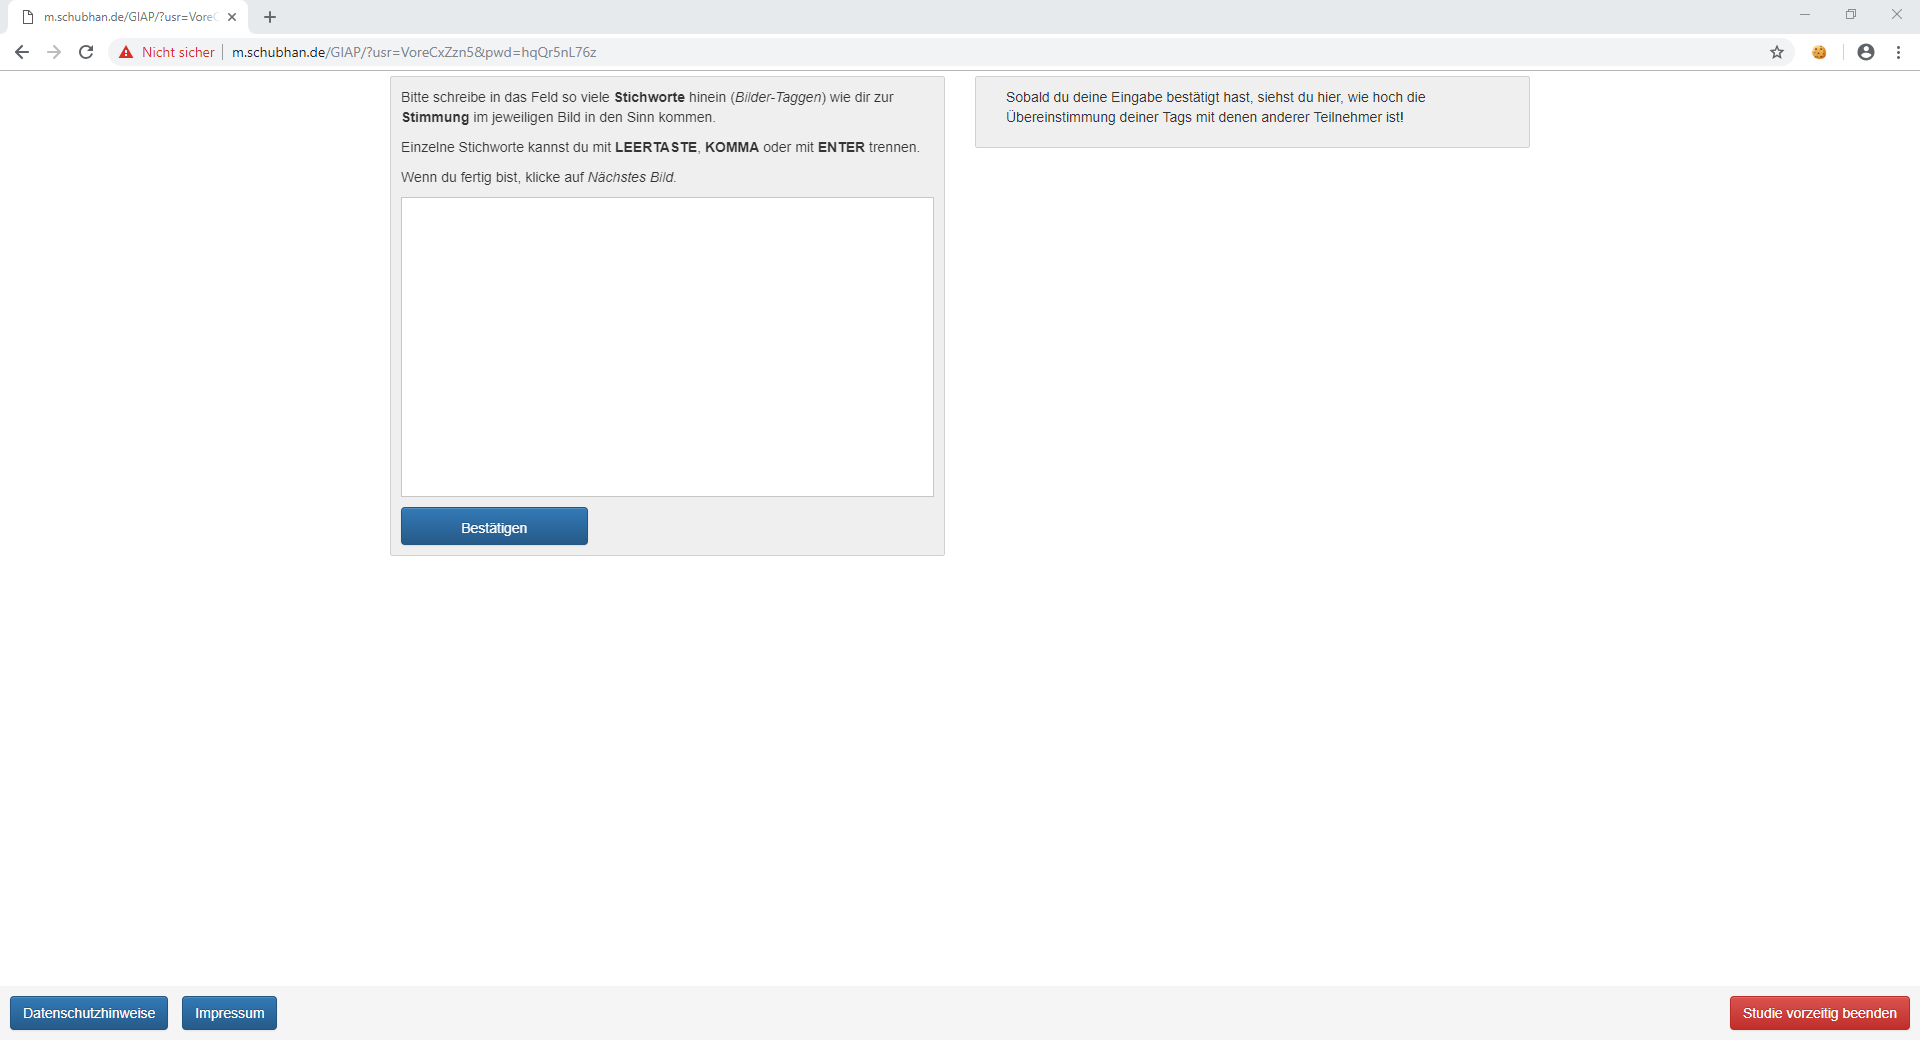 m.schubhan.de/GIAP/?usr=Vore
Nicht sicher
m.schubhan.de/GIAP/?usr=VoreCxZzn5&pwd=hqQr5nL76z
Bitte schreibe in das Feld so viele Stichworte hinein (Bilder-Taggen) wie dir zur
Stimmung im jeweiligen Bild in den Sinn kommen.
Einzelne Stichworte kannst du mit LEERTASTE, KOMMA oder mit ENTER trennen.
Wenn du fertig bist, klicke auf Nächstes Bild.
Bestätigen
Sobald du deine Eingabe bestätigt hast, siehst du hier, wie hoch die
Übereinstimmung deiner Tags mit denen anderer Teilnehmer ist!
Datenschutzhinweise
Impressum
Studie vorzeitig beenden